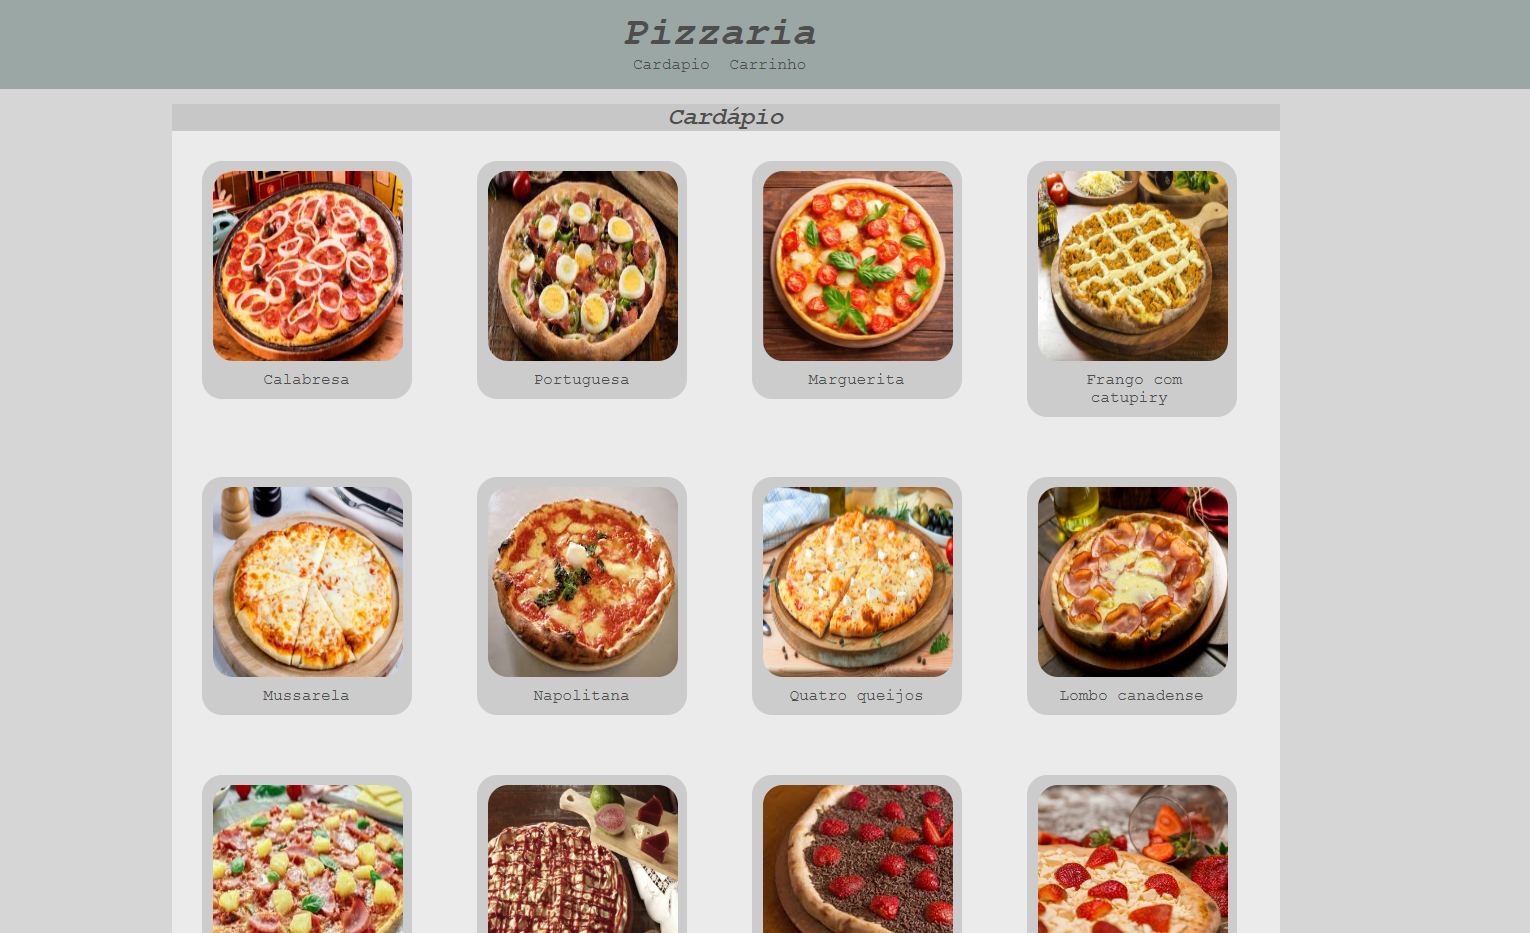 Pizzaria
Cardapio Carrinho
Cardápio
Calabresa
Portuguesa
Marguerita
Frango com
catupiry
Mussarela
Napolitana
Quatro queijos
Lombo canadense